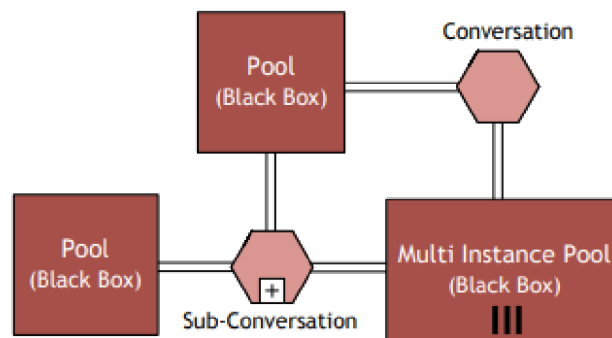 Conversation
Pool
(Black Box)
Pool
(Black Box)
Multi Instance Pool
(Black Box)
+
Sub-Conversation